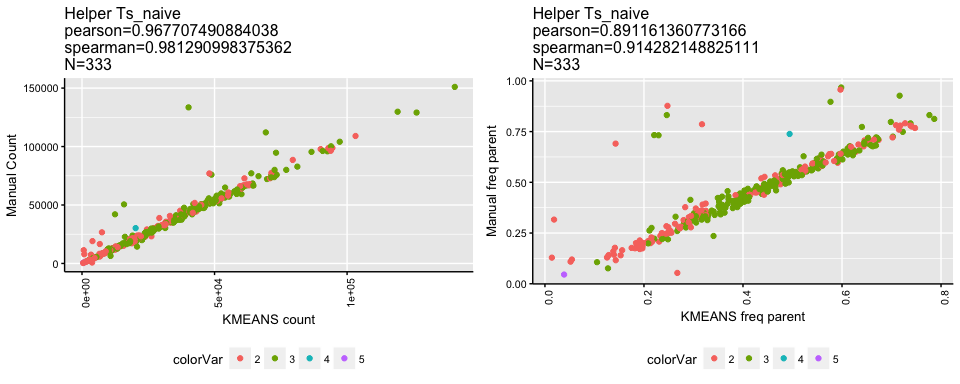 Helper Ts_naive
pearson=0.967707490884038
spearman=0.981290998375362
N=333
150000
100000
50000
0
Manual Count
0e+00
5e+04
1e+05
KMEANS count
colorVar 2 3 4 5
Helper Ts_naive
pearson=0.891161360773166
spearman=0.914282148825111
N=333
1.00
0.75
0.50
0.25
0.00
Manual freq parent
0.0
0.2
0.4
0.6
0.8
KMEANS freq parent
colorVar 2 3 4 5